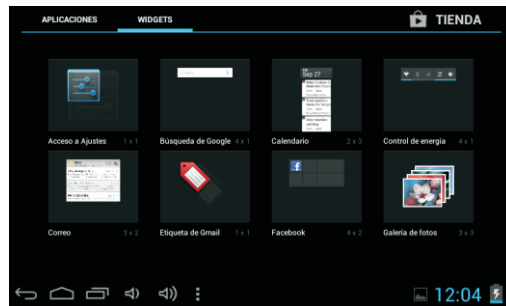 APLICACIONES WIDGETS TIENDA
Sep 27
Acceso a Ajustes 1 x 1 Búsqueda de Google 4 x 1 Calendario 2 x 3 Control de energía 4 x 1
Correo 3 x 2 Etiqueta de Gmail 1 x 1 Facebook 4 x 2 Galería de fotos 3 x 3
12:04